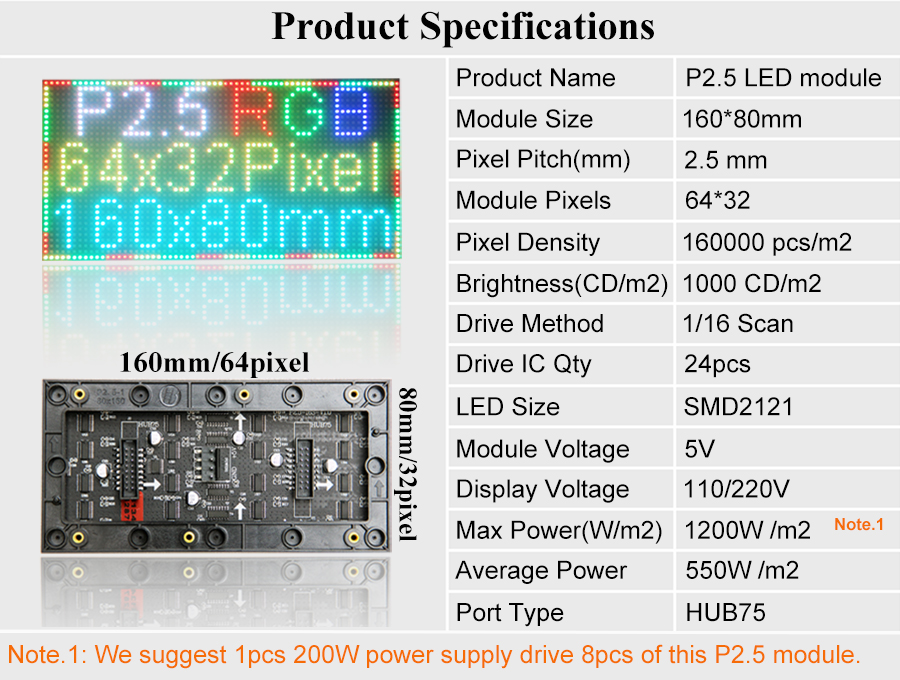 Product Specifications
P2.5 RGB
64x32Pixel
160x80mm
160mm/64pixel
80mm/32pixel
HUB75
Product Name P2.5 LED module
Module Size 160*80mm
Pixel Pitch(mm) 2.5 mm
Module Pixels 64*32
Pixel Density 160000 pcs/m2
Brightness(CD/m2) 1000 CD/m2
Drive Method 1/16 Scan
Drive IC Qty 24pcs
LED Size SMD2121
Module Voltage 5V
Display Voltage 110/220V
Max Power(W/m2) 1200W /m2 Note.1
Average Power 550W /m2
Port Type HUB75
Note.1: We suggest 1pcs 200W power supply drive 8pcs of this P2.5 module.